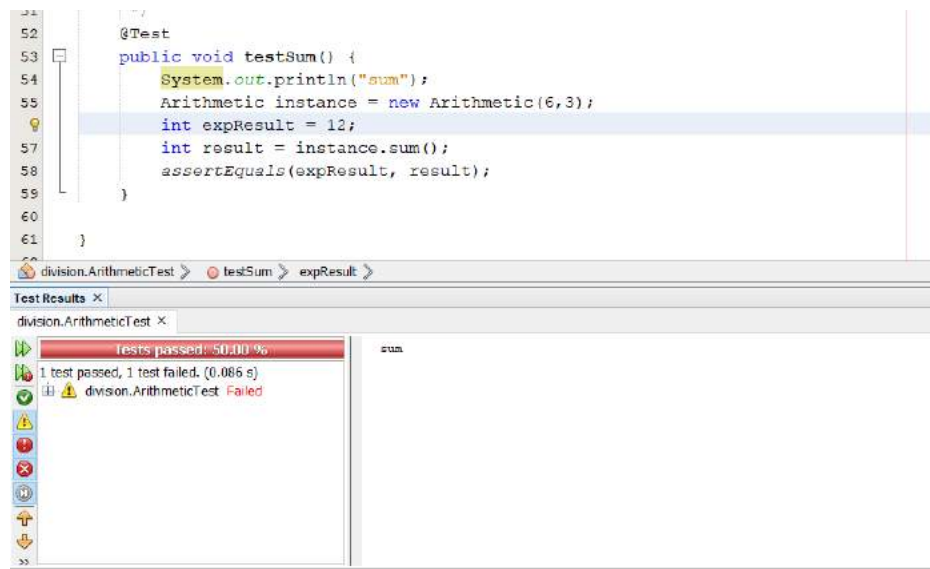 51 */
52 @Test
53 public void testSum() {
54 System.out.println("sum");
55 Arithmetic instance = new Arithmetic(6,3);
int expResult = 12;
57 int result = instance.sum();
58 assertEquals(expResult, result);
59 }
60
61 }
division.ArithmeticTest testSum expResult
Test Results ×
division.ArithmeticTest ×
Tests passed: 50.00 %
sum
1 test passed, 1 test failed. (0.086 s)
division.ArithmeticTest Failed